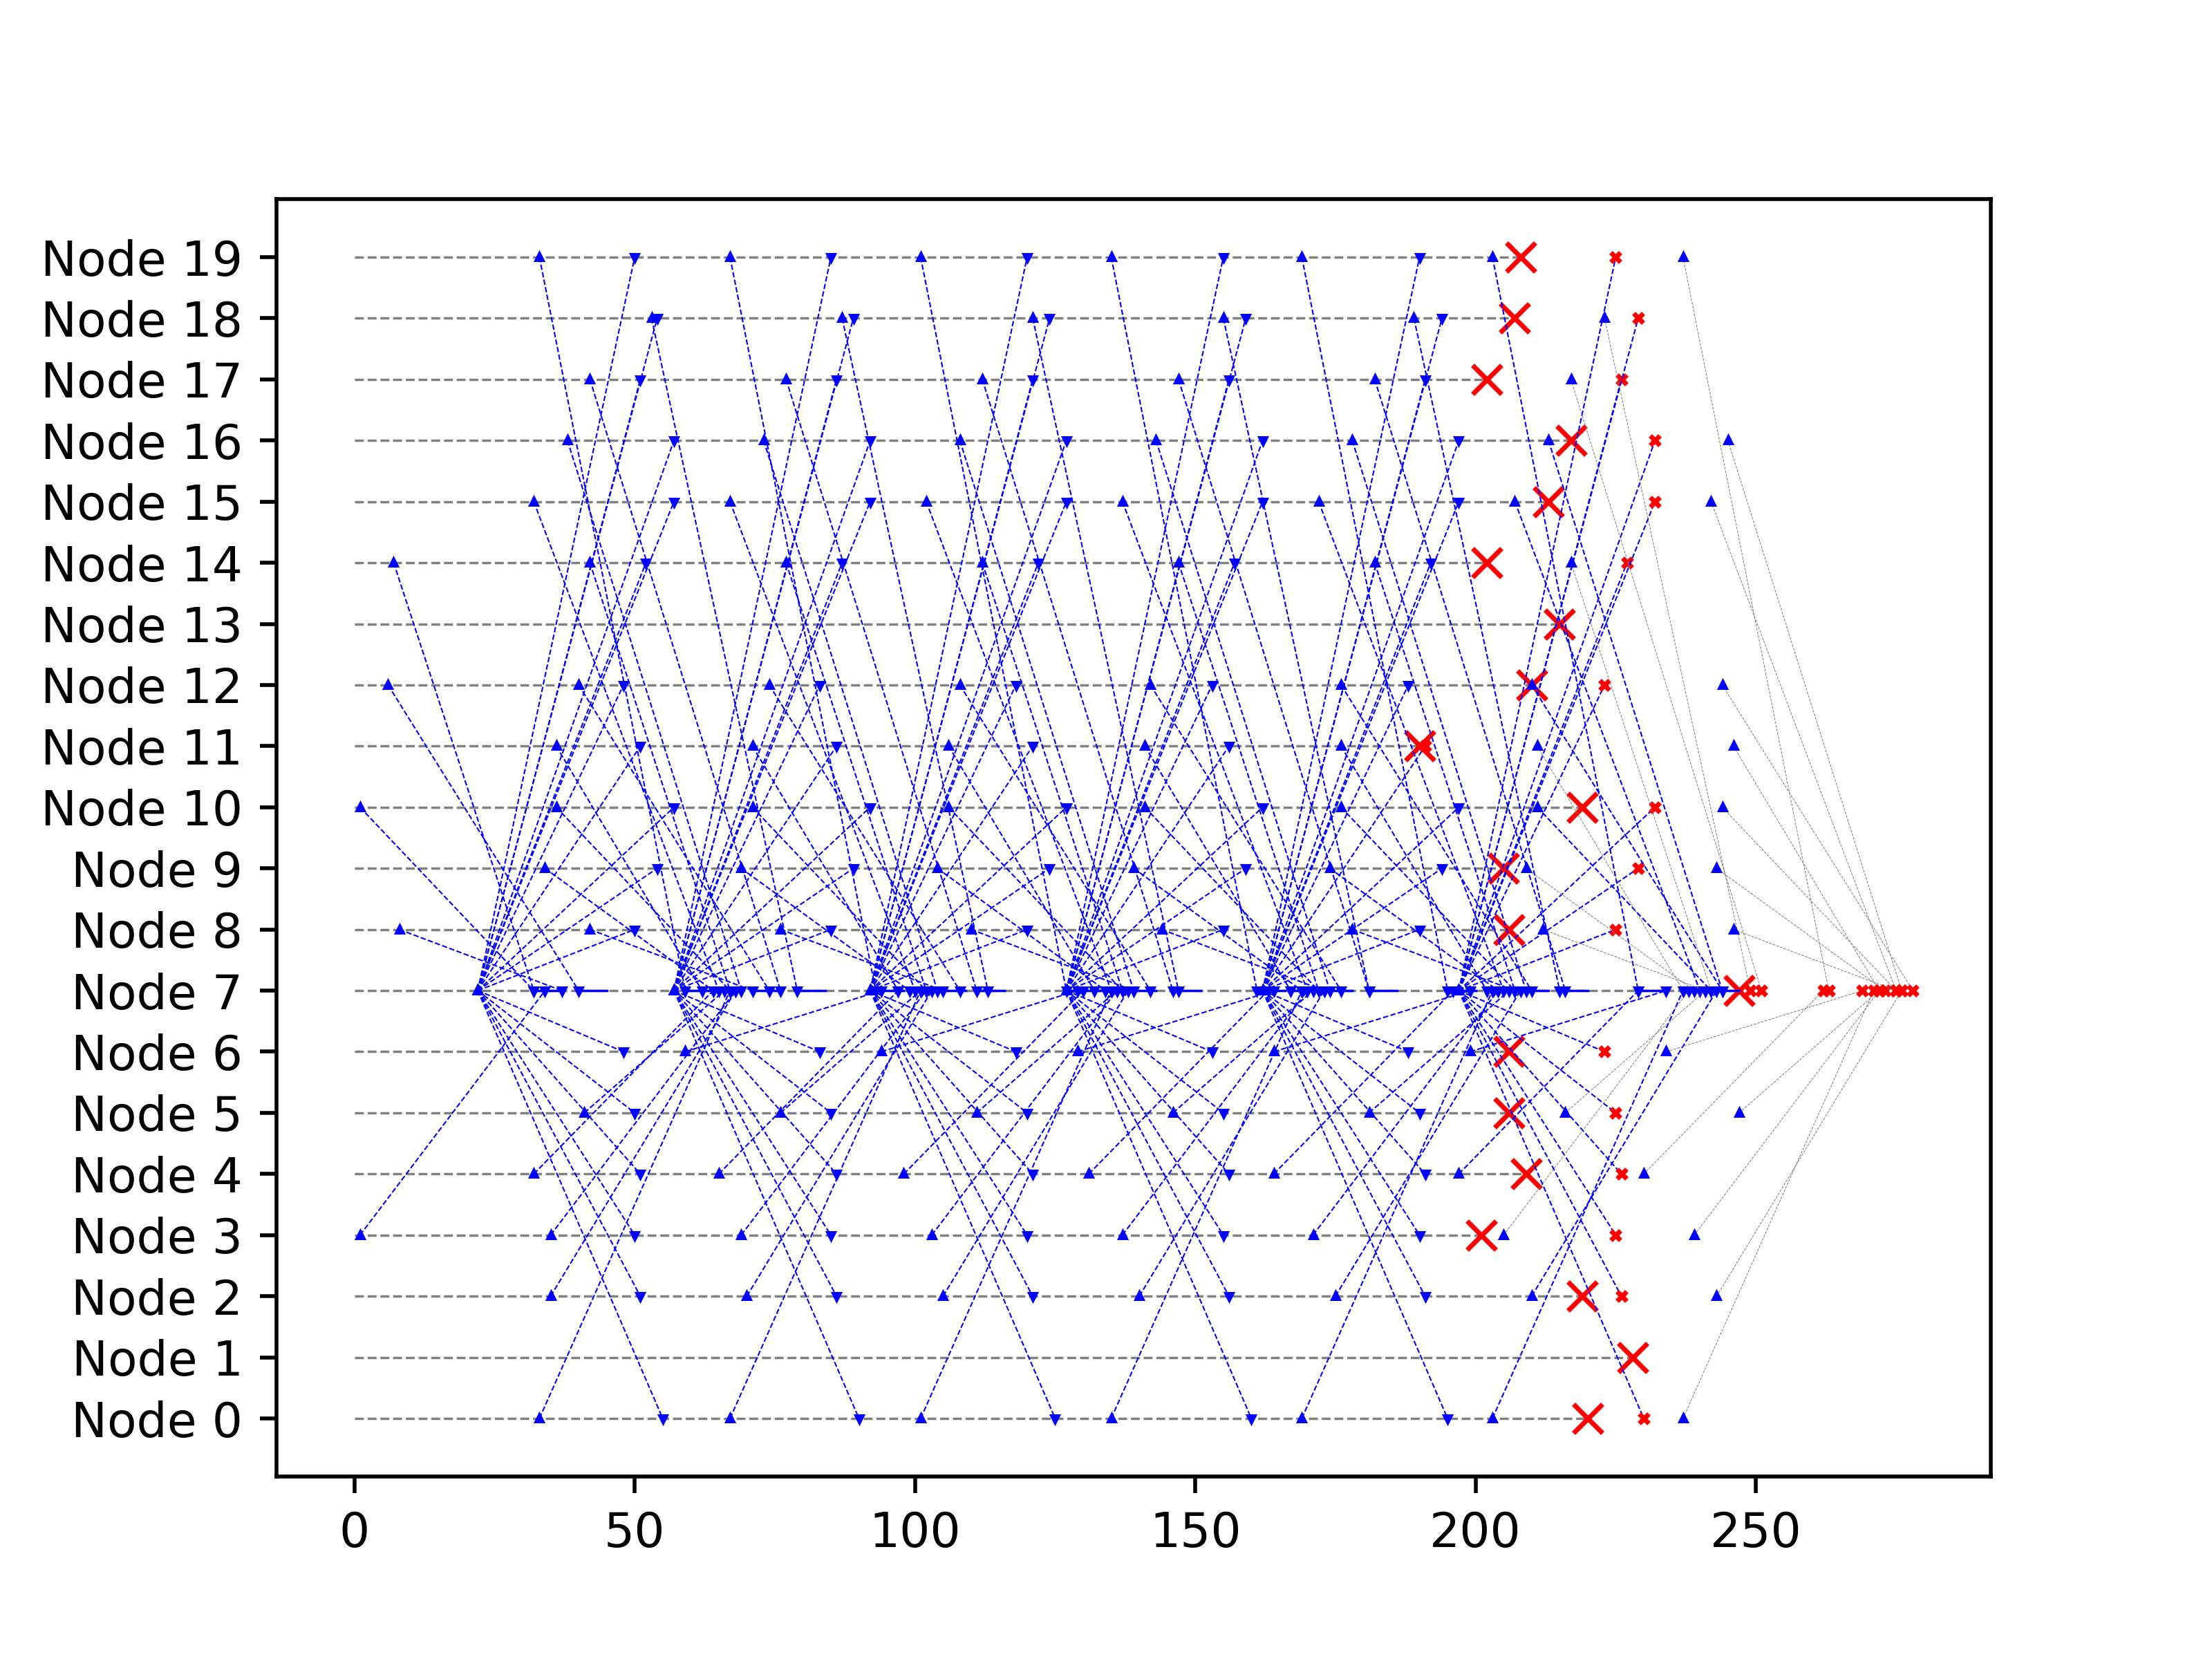 Node 19
Node 18
Node 17
Node 16
Node 15
Node 14
Node 13
Node 12
Node 11
Node 10
Node 9
Node 8
Node 7
Node 6
Node 5
Node 4
Node 3
Node 2
Node 1
Node 0
0 50 100 150 200 250